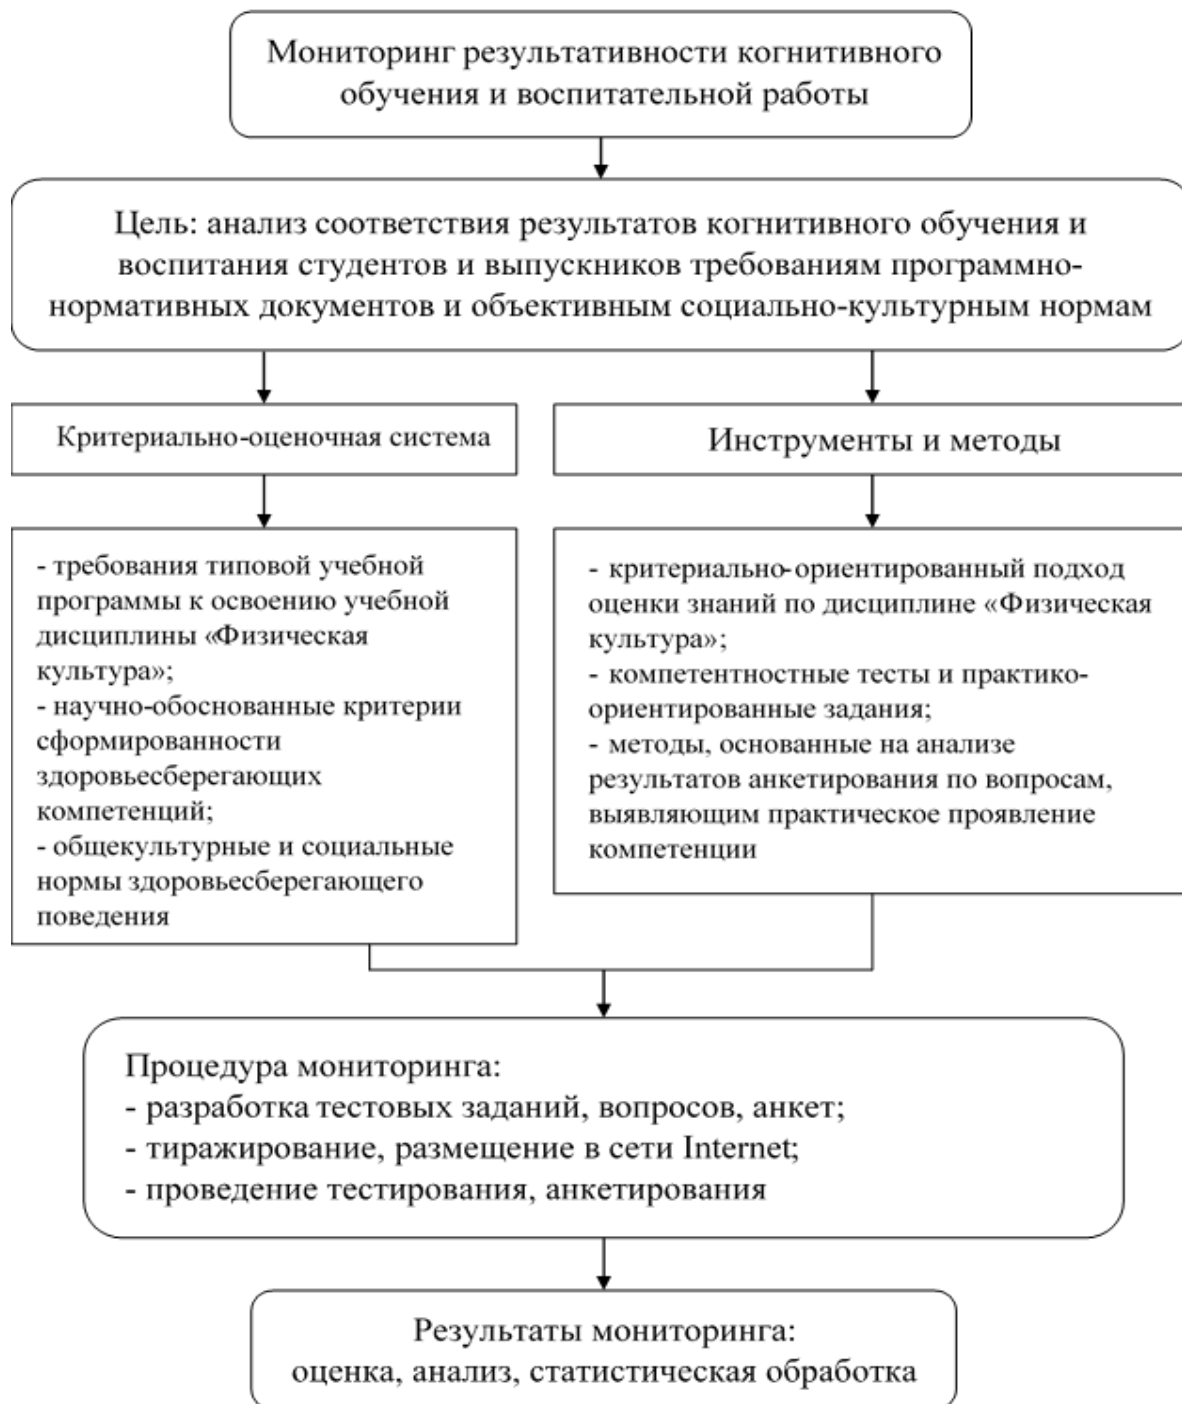 Мониторинг результативности когнитивного
обучения и воспитательной работы
Цель: анализ соответствия результатов когнитивного обучения и
воспитания студентов и выпускников требованиям программно-
нормативных документов и объективным социально-культурным нормам
Критериально-оценочная система
Инструменты и методы
- требования типовой учебной
программы к освоению учебной
дисциплины «Физическая
культура»;
- научно-обоснованные критерии
сформированности
здоровьесберегающих
компетенций;
- общекультурные и социальные
нормы здоровьесберегающего
поведения
- критериально-ориентированный подход
оценки знаний по дисциплине «Физическая
культура»;
- компетентностные тесты и практико-
ориентированные задания;
- методы, основанные на анализе
результатов анкетирования по вопросам,
выявляющим практическое проявление
компетенции
Процедура мониторинга:
- разработка тестовых заданий, вопросов, анкет;
- тиражирование, размещение в сети Internet;
- проведение тестирования, анкетирования
Результаты мониторинга:
оценка, анализ, статистическая обработка